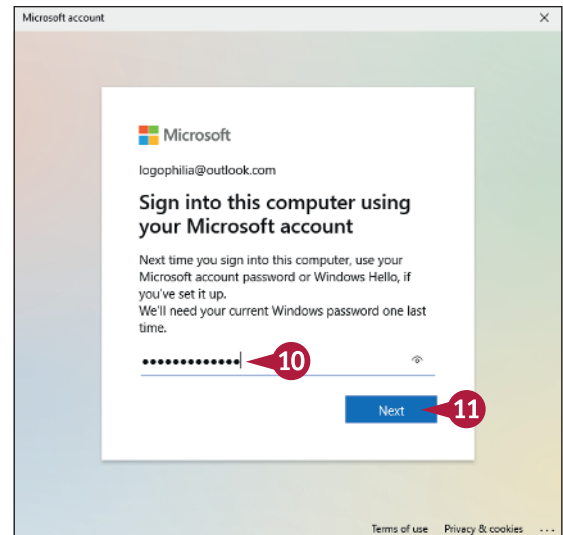 Microsoft account
Microsoft
logophilia@outlook.com
Sign into this computer using
your Microsoft account
Next time you sign into this computer, use your
Microsoft account password or Windows Hello, if
you've set it up.
We'll need your current Windows password one last
time.
•••••••••••••
10
Next
11
Terms of use Privacy & cookies ...